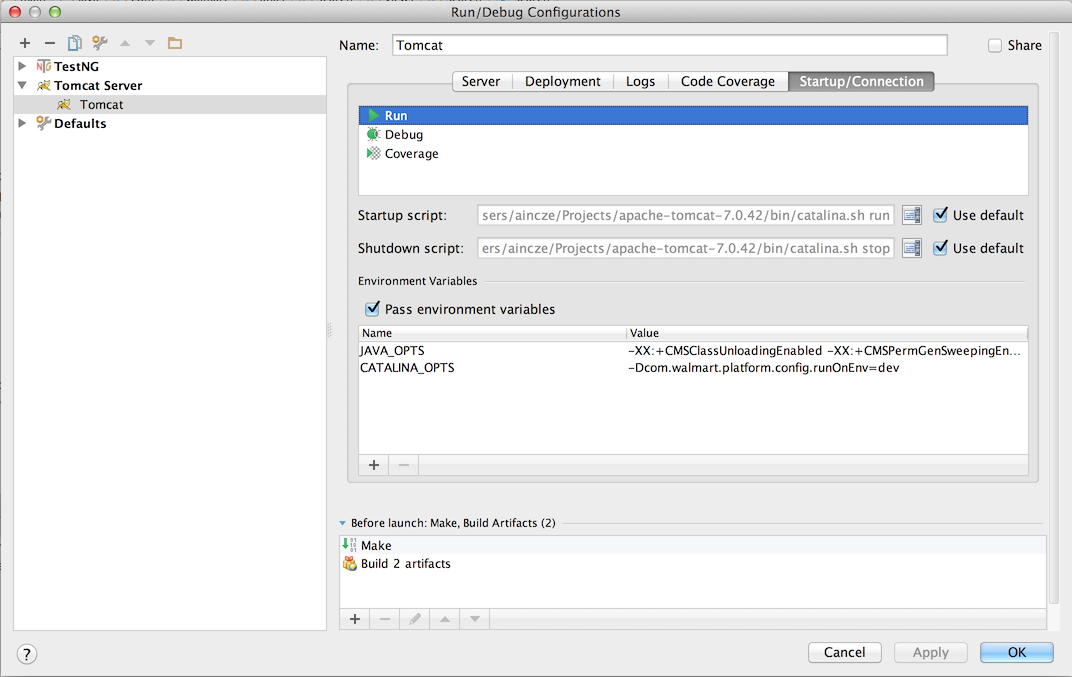 Run/Debug Configurations
Name: Tomcat Share
TestNG
Tomcat Server
Tomcat
Defaults
Server Deployment Logs Code Coverage Startup/Connection
Run
Debug
Coverage
Startup script: sers/aincze/Projects/apache-tomcat-7.0.42/bin/catalina.sh run Use default
Shutdown script: ers/aincze/Projects/apache-tomcat-7.0.42/bin/catalina.sh stop Use default
Environment Variables
Pass environment variables
Name Value
JAVA_OPTS -XX:+CMSClassUnloadingEnabled -XX:+CMSPermGenSweepingEn...
CATALINA_OPTS -Dcom.walmart.platform.config.runOnEnv=dev
Before launch: Make, Build Artifacts (2)
Make
Build 2 artifacts
? Cancel Apply OK